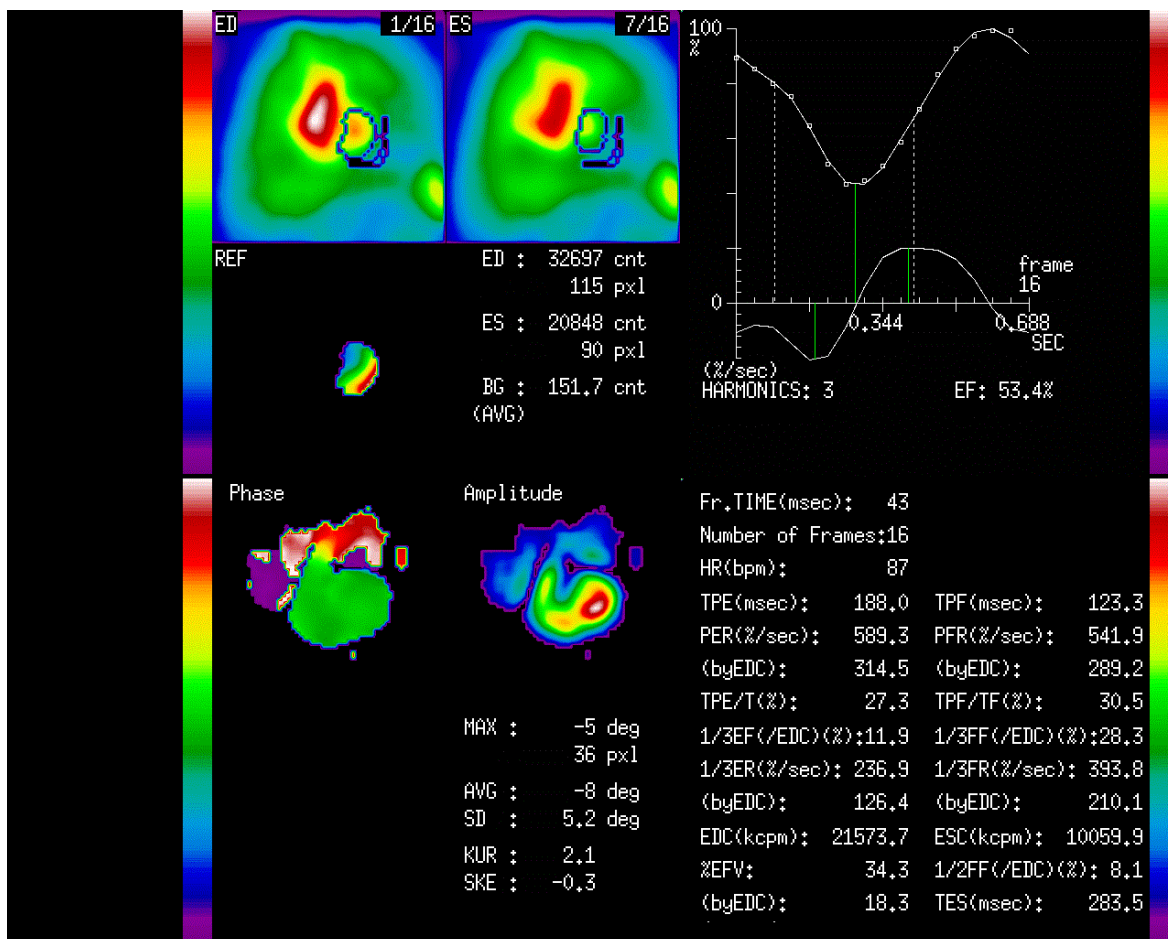 ED 1/16 ES 7/16
100
%
REF
ED : 32697 cnt
115 pxl
ES : 20848 cnt
90 pxl
BG : 151.7 cnt
(AVG)
frame
16
0
0.344 0.688
SEC
(%/sec)
HARMONICS: 3 EF: 53.4%
Phase Amplitude
MAX : -5 deg
36 pxl
AVG : -8 deg
SD : 5.2 deg
KUR : 2.1
SKE : -0.3
Fr.TIME(msec): 43
Number of Frames:16
HR(bpm): 87
TPE(msec): 188.0 TPF(msec): 123.3
PER(%/sec): 589.3 PFR(%/sec): 541.9
(byEDC): 314.5 (byEDC): 289.2
TPE/T(%): 27.3 TPF/TF(%): 30.5
1/3EF(/EDC)(%):11.9 1/3FF(/EDC)(%):28.3
1/3ER(%/sec): 236.9 1/3FR(%/sec): 393.8
(byEDC): 126.4 (byEDC): 210.1
EDC(kcpm): 21573.7 ESC(kcpm): 10059.9
%EFV: 34.3 1/2FF(/EDC)(%): 8.1
(byEDC): 18.3 TES(msec): 283.5